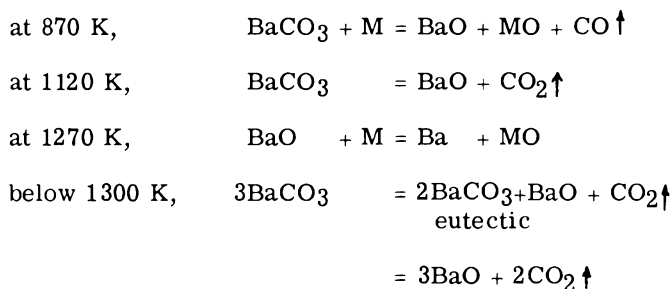 at 870 K, BaCO3 + M = BaO + MO + CO↑
at 1120 K, BaCO3 = BaO + CO2↑
at 1270 K, BaO + M = Ba + MO
below 1300 K, 3BaCO3 = 2BaCO3+BaO + CO2↑
eutectic
= 3BaO + 2CO2↑